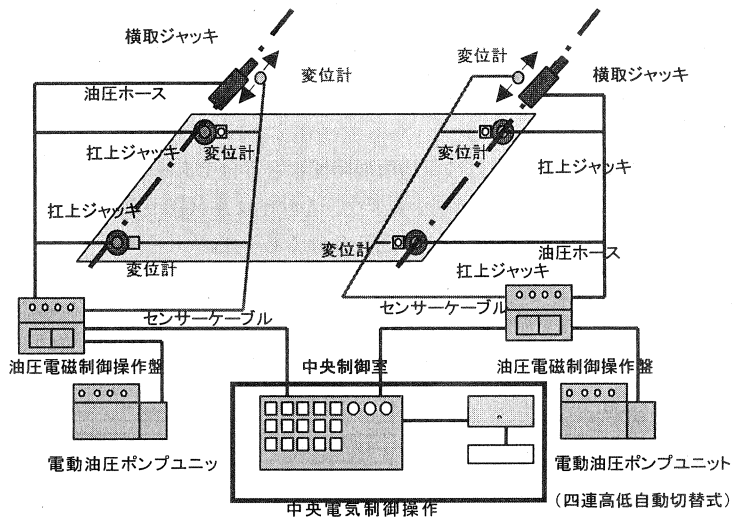 横取ジャッキ
変位計
変位計
横取ジャッキ
油圧ホース
扛上ジャッキ
変位計
変位計
扛上ジャッキ
扛上ジャッキ
変位計
変位計
扛上ジャッキ
油圧ホース
センサーケーブル
センサーケーブル
油圧電磁制御操作盤
中央制御室
油圧電磁制御操作盤
電動油圧ポンプユニッ
電動油圧ポンプユニット
(四連高低自動切替式)
中央電気制御操作